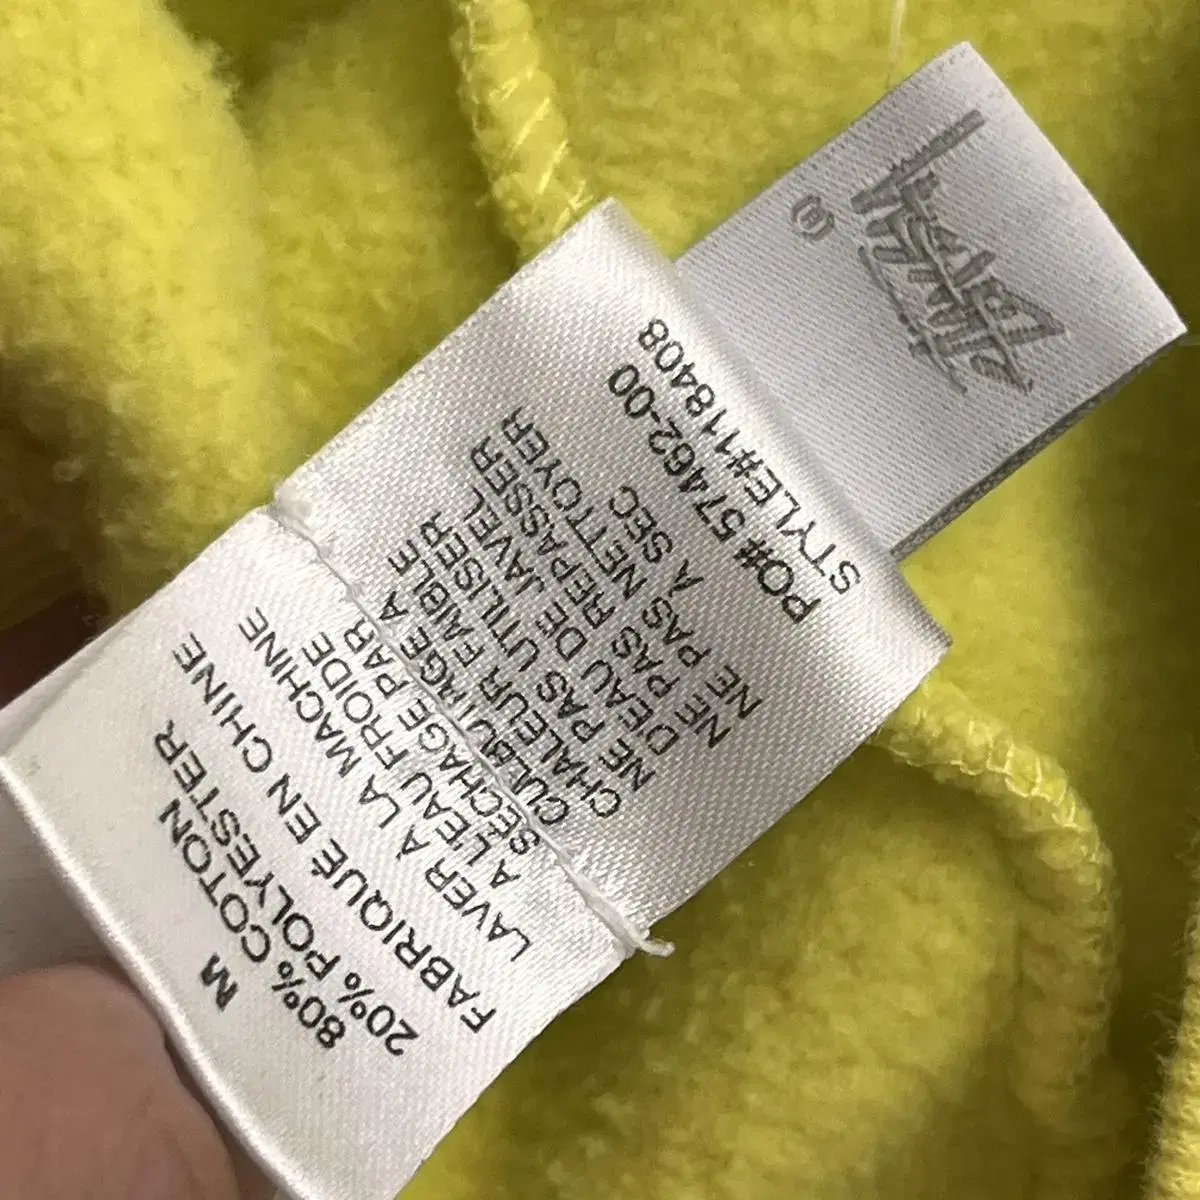 M
80% COTON
20% POLYESTER
FABRIQUÉ EN CHINE
LAVER À LA MACHINE
A L'EAU FROIDE
SÉCHAGE PAR
CULBUTAGE A
CHALEUR FAIBLE
NE PAS UTILISER
D'EAU DE JAVEL
NE PAS REPASSER
NE PAS NETTOYER
À SEC
PO# 57462-00
STYLE#118408